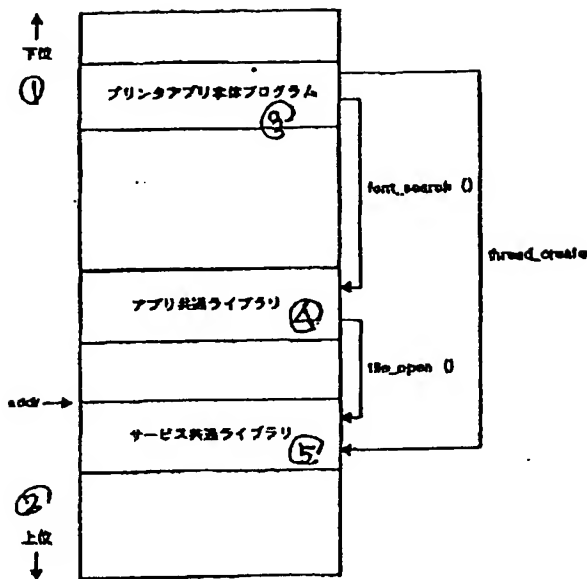 下位
①
プリンタアプリ本体プログラム
③
font_search ()
thread_create
アプリ共通ライブラリ
④
file_open ()
addr
サービス共通ライブラリ
⑤
②
上位